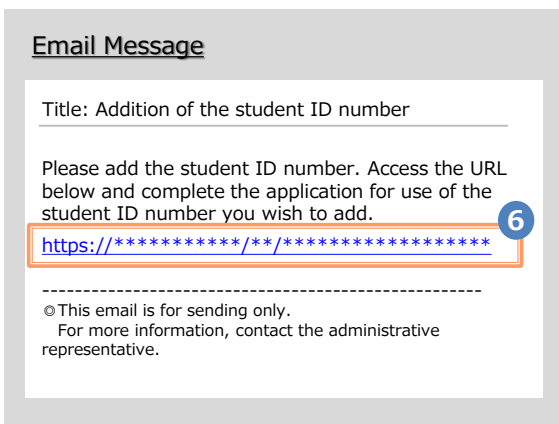 Email Message
Title: Addition of the student ID number
Please add the student ID number. Access the URL
below and complete the application for use of the
student ID number you wish to add.
6
https://***********/**/******************
------------------------------------------------------
◎This email is for sending only.
For more information, contact the administrative
representative.